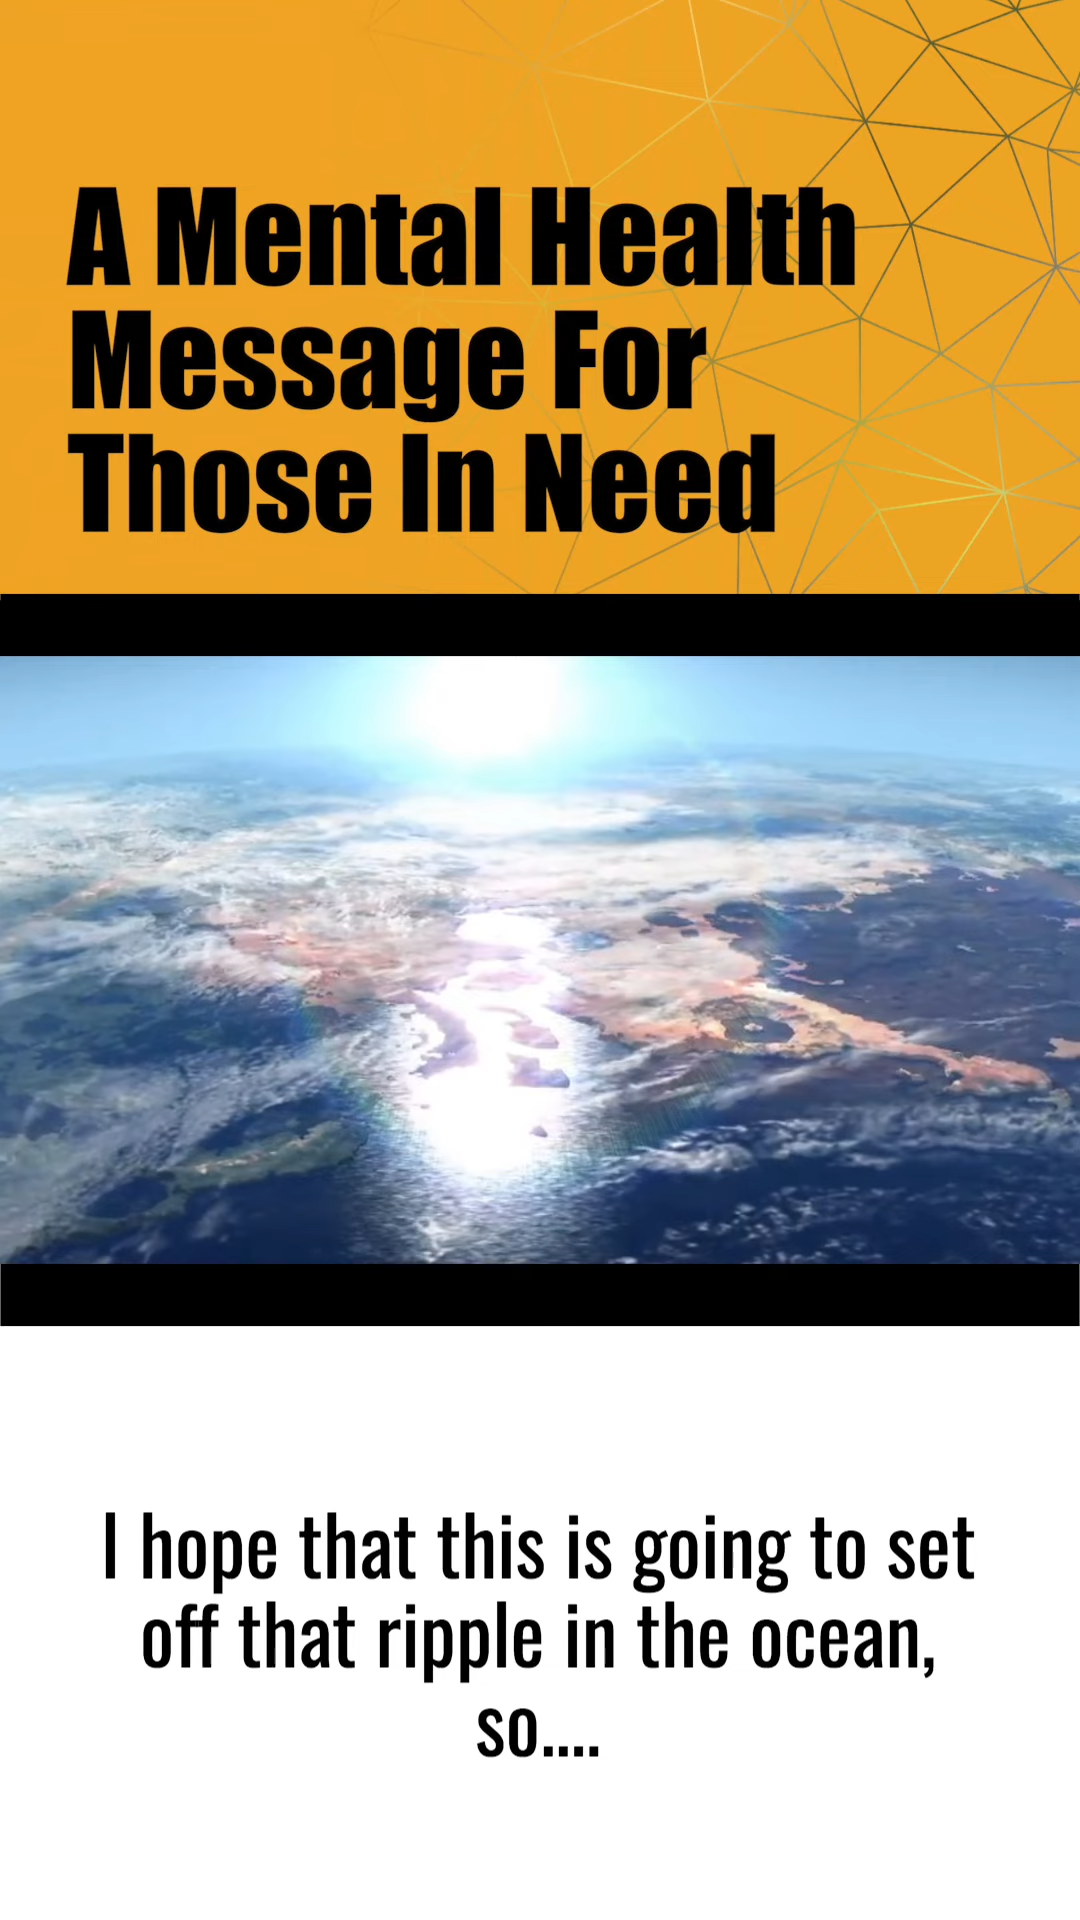 A Mental Health
Message For
Those In Need
I hope that this is going to set
off that ripple in the ocean,
so....